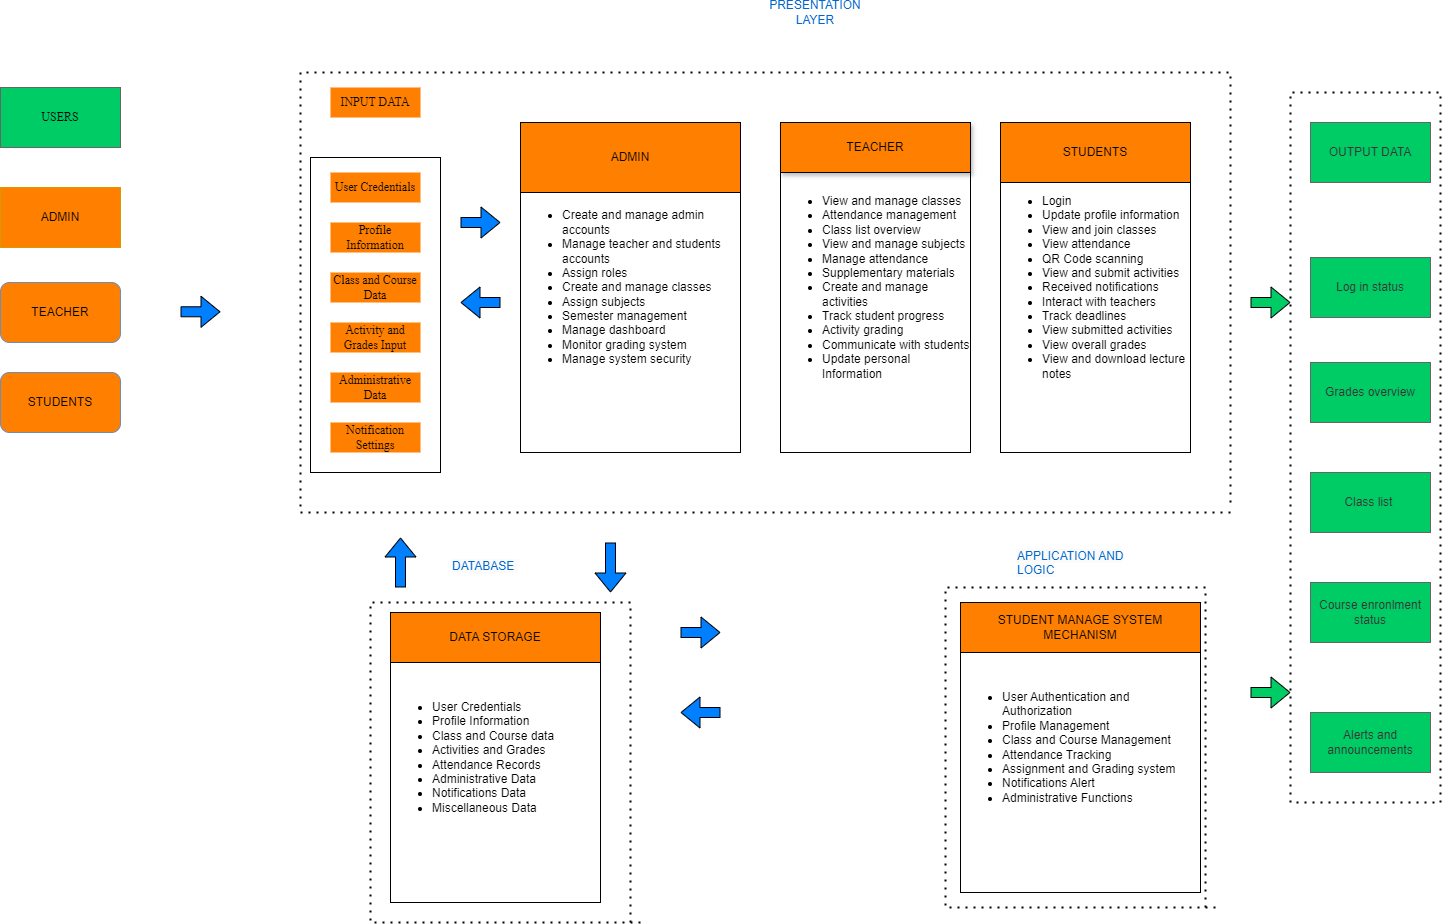 PRESENTATION
LAYER
USERS
ADMIN
TEACHER
STUDENTS
INPUT DATA
User Credentials
Profile
Information
Class and Course
Data
Activity and
Grades Input
Administrative
Data
Notification
Settings
ADMIN
Create and manage admin
accounts
Manage teacher and students
accounts
Assign roles
Create and manage classes
Assign subjects
Semester management
Manage dashboard
Monitor grading system
Manage system security
TEACHER
View and manage classes
Attendance management
Class list overview
View and manage subjects
Manage attendance
Supplementary materials
Create and manage
activities
Track student progress
Activity grading
Communicate with students
Update personal
Information
STUDENTS
Login
Update profile information
View and join classes
View attendance
QR Code scanning
View and submit activities
Received notifications
Interact with teachers
Track deadlines
View submitted activities
View overall grades
View and download lecture
notes
OUTPUT DATA
Log in status
Grades overview
Class list
Course enronlment
status
Alerts and
announcements
DATABASE
DATA STORAGE
User Credentials
Profile Information
Class and Course data
Activities and Grades
Attendance Records
Administrative Data
Notifications Data
Miscellaneous Data
APPLICATION AND
LOGIC
STUDENT MANAGE SYSTEM
MECHANISM
User Authentication and
Authorization
Profile Management
Class and Course Management
Attendance Tracking
Assignment and Grading system
Notifications Alert
Administrative Functions